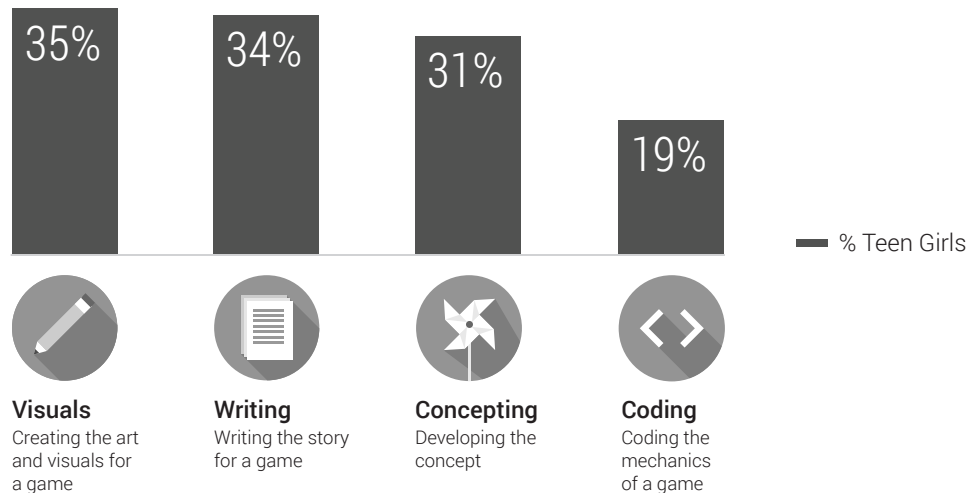 35%
34%
31%
19%
% Teen Girls
Visuals
Creating the art
and visuals for
a game
Writing
Writing the story
for a game
Concepting
Developing the
concept
Coding
Coding the
mechanics
of a game